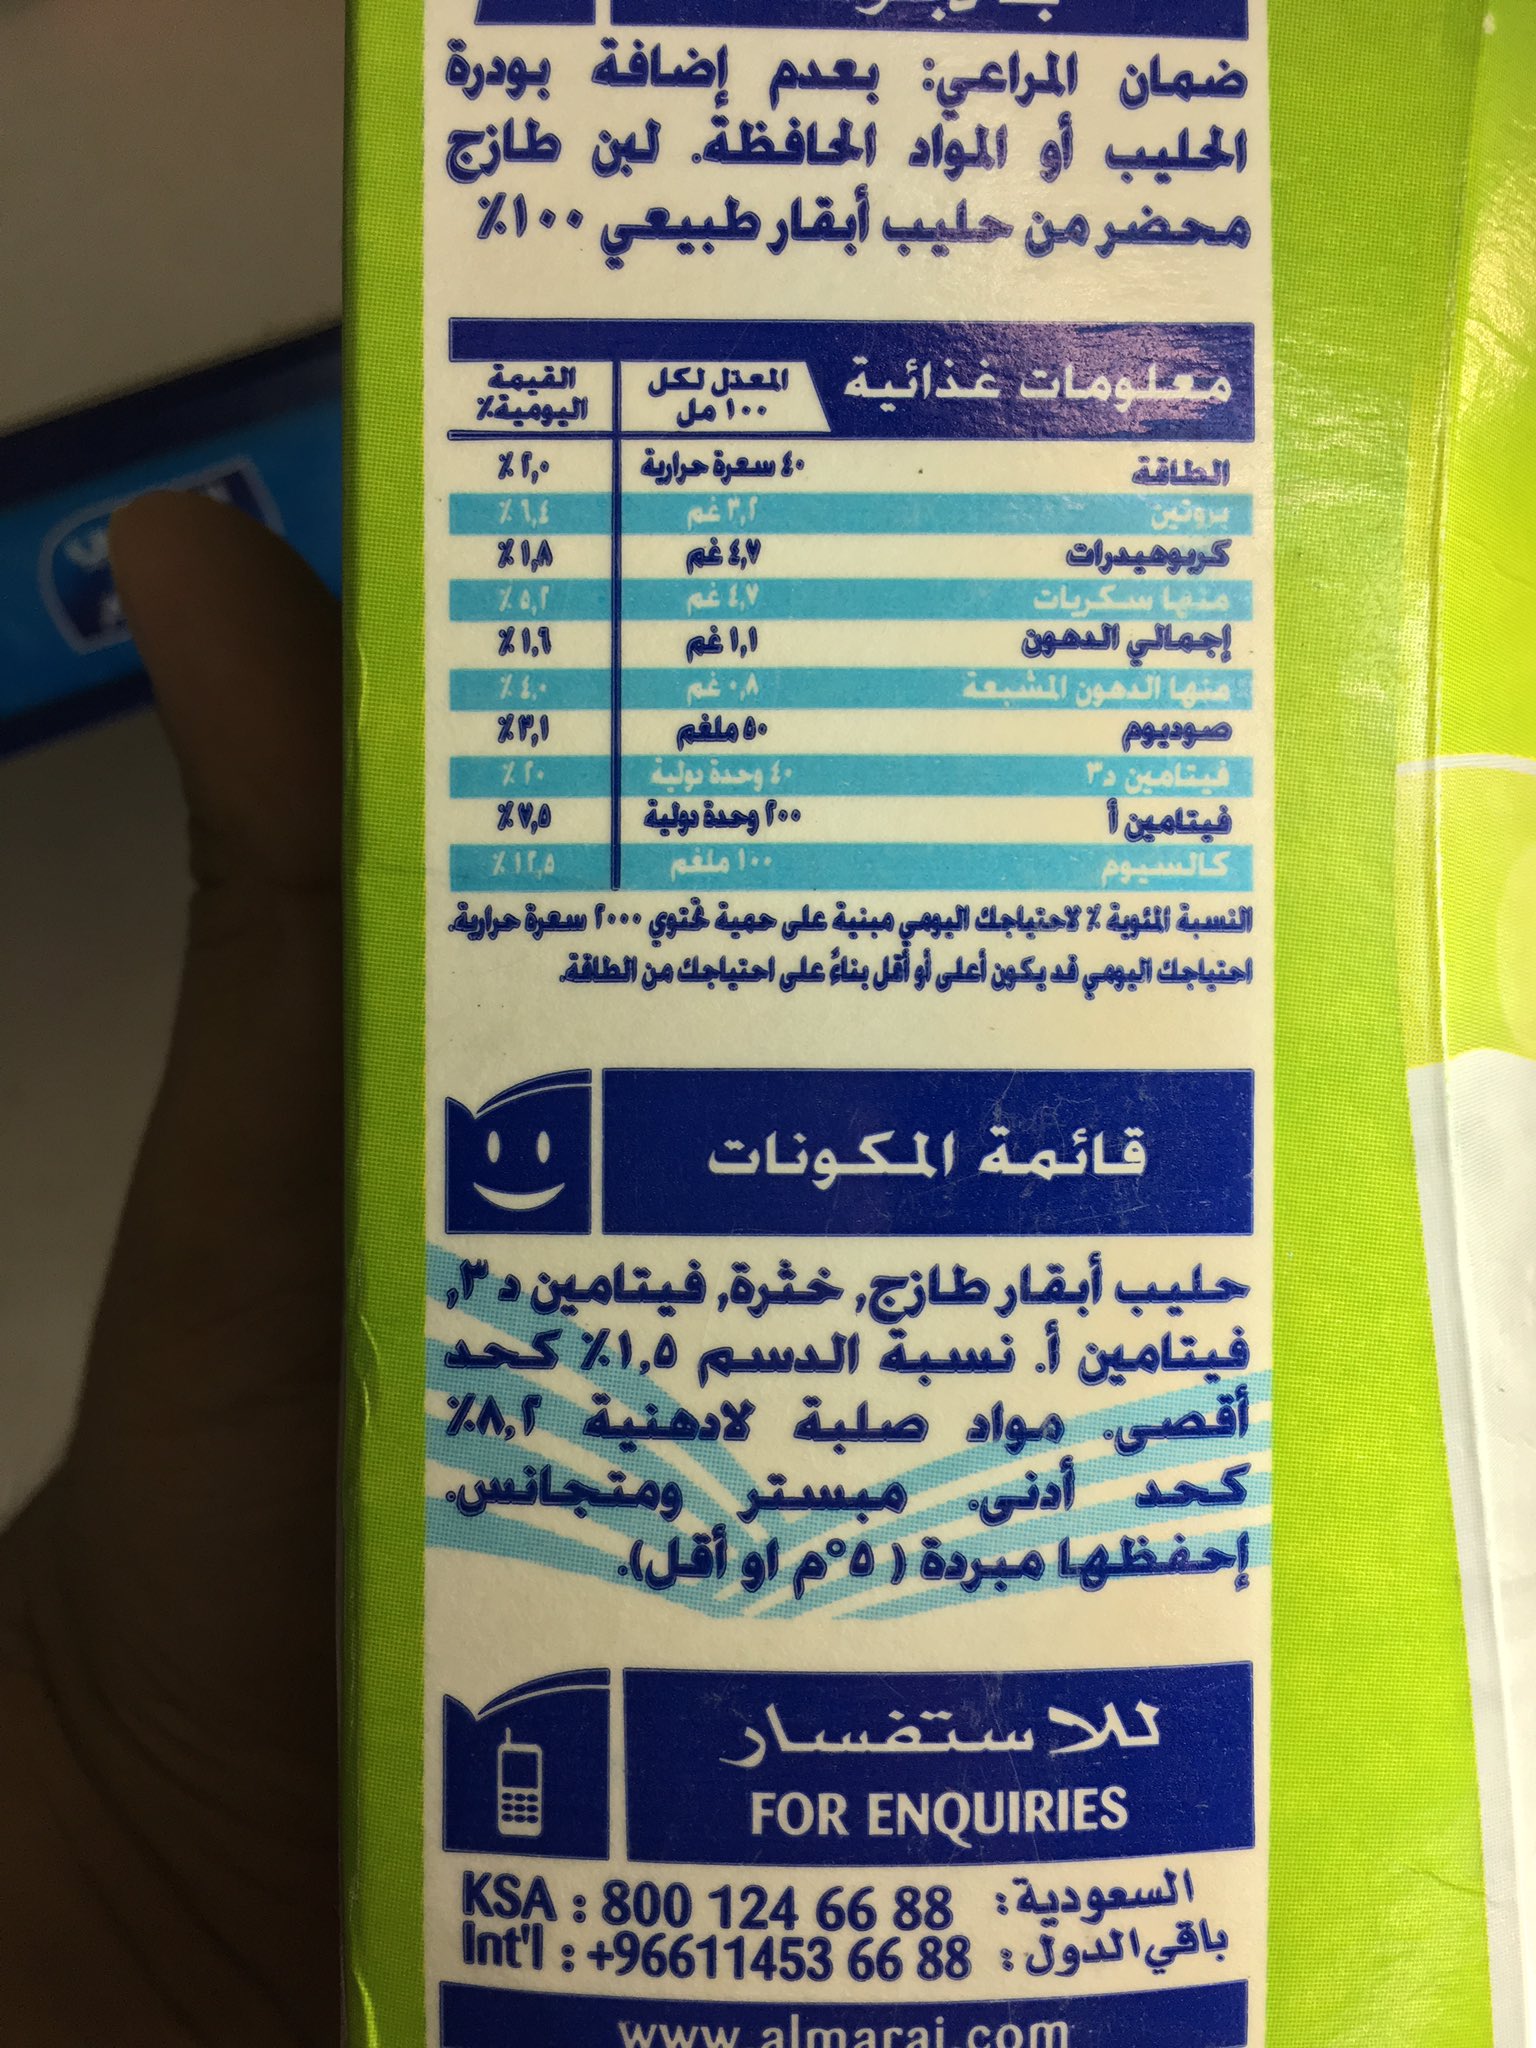 ضمان المراعي: بعدم إضافة بودرة
الحليب أو المواد الحافظة. لبن طازج
محضر من حليب أبقار طبيعي ١٠٠٪
معلومات غذائية المعدل لكل ١٠٠ مل القيمة اليومية٪
الطاقة ٤٠ سعرة حرارية ٢,٠ ٪
بروتين ٣,٢ غم ٦,٤ ٪
كربوهيدرات ٤,٧ غم ١,٨ ٪
منها سكريات ٤,٧ غم ٥,٢ ٪
إجمالي الدهون ١,١ غم ١,٦ ٪
منها الدهون المشبعة ٠,٨ غم ٤,٠ ٪
صوديوم ٥٠ ملغم ٣,١ ٪
فيتامين د٣ ٤٠ وحدة دولية ٢٠ ٪
فيتامين أ ٢٠٠ وحدة دولية ٧,٥ ٪
كالسيوم ١٠٠ ملغم ١٢,٥ ٪
النسبة المئوية ٪ لاحتياجك اليومي مبنية على حمية تحتوي ٢٠٠٠ سعرة حرارية.
احتياجك اليومي قد يكون أعلى أو أقل بناءً على احتياجك من الطاقة.
قائمة المكونات
حليب أبقار طازج, خثرة, فيتامين د ٣,
فيتامين أ. نسبة الدسم ١,٥٪ كحد
أقصى. مواد صلبة لادهنية ٨,٢٪
كحد أدنى. مبستر ومتجانس.
إحفظها مبردة ( ٥°م او أقل).
للاستفسار
FOR ENQUIRIES
KSA : 800 124 66 88 السعودية :
Int'l : +96611453 66 88 باقي الدول :
www.almarai.com